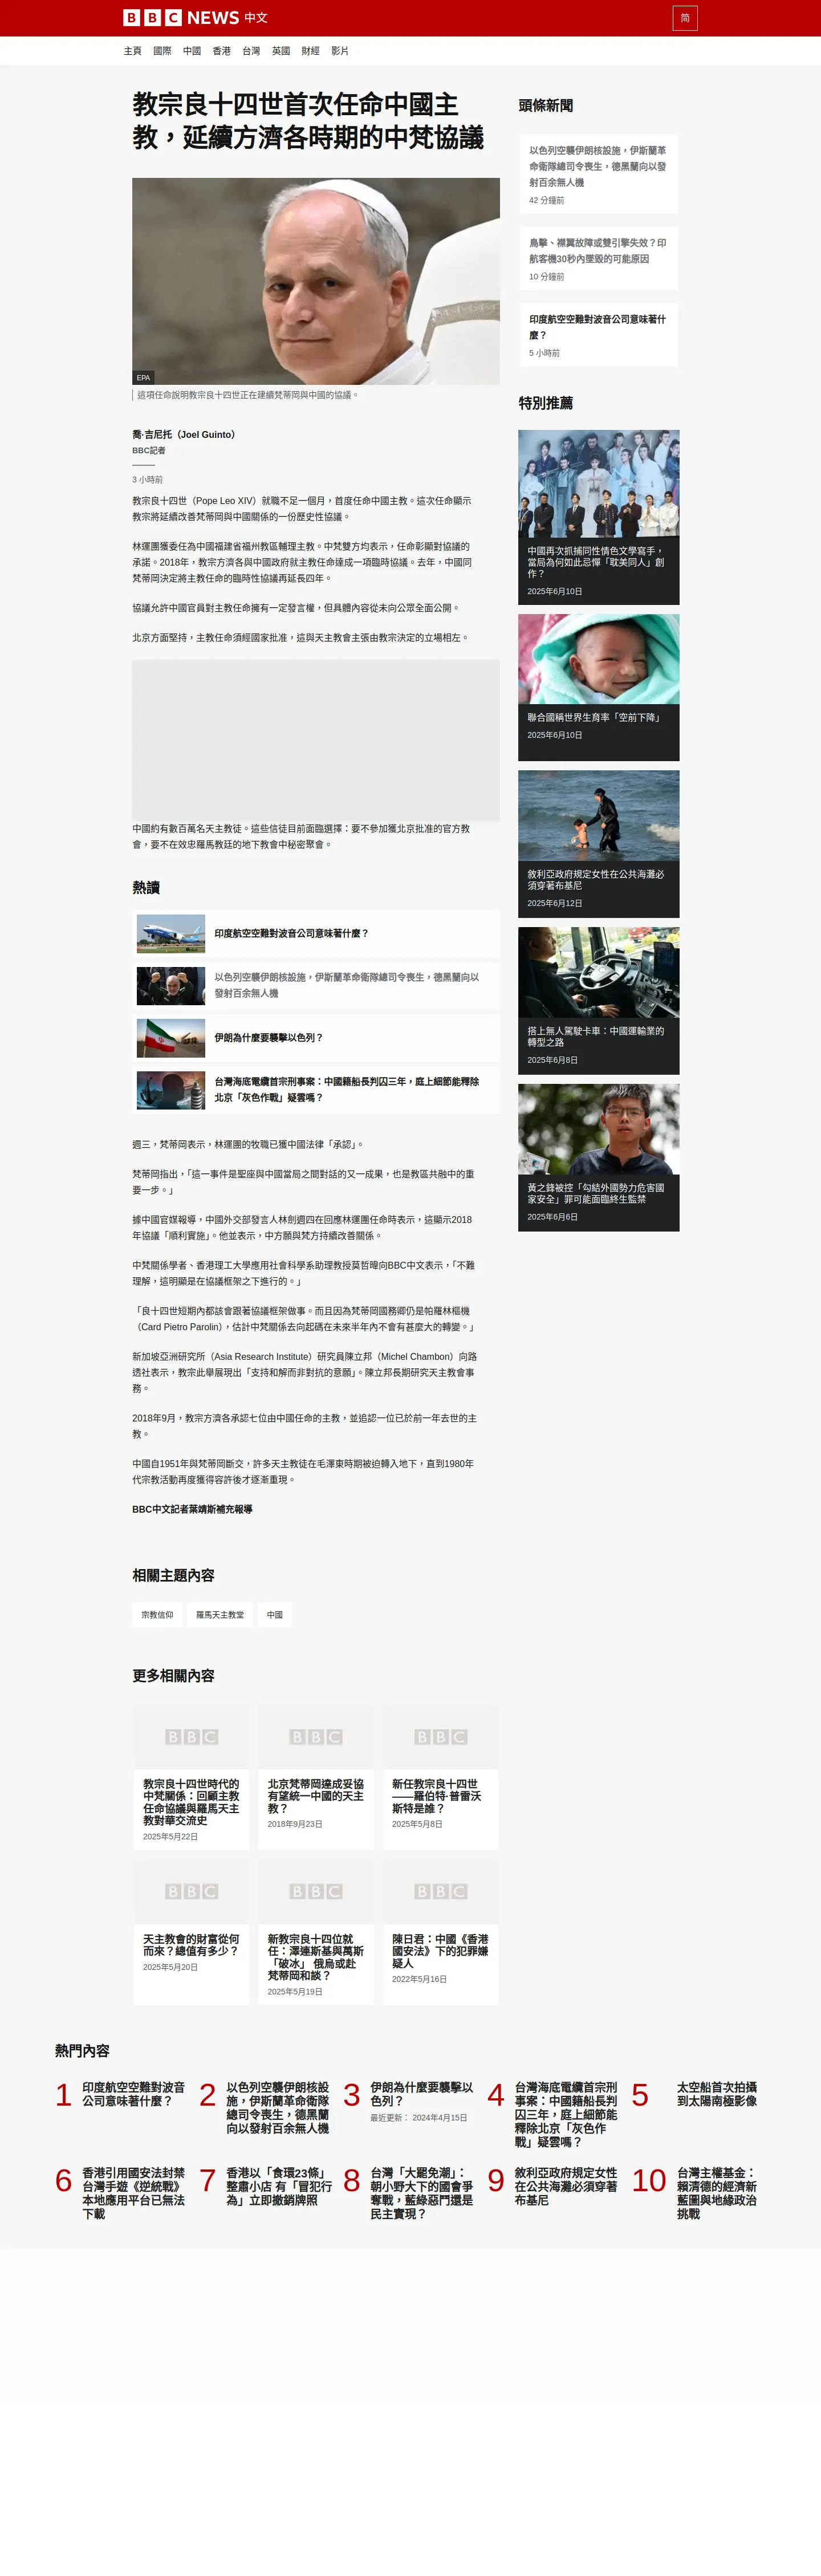 BBC NEWS 中文
简
主頁 國際 中國 香港 台灣 英國 財經 影片
教宗良十四世首次任命中國主
教，延續方濟各時期的中梵協議
EPA
這項任命說明教宗良十四世正在建續梵蒂岡與中國的協議。
喬·吉尼托（Joel Guinto）
BBC記者
3 小時前
教宗良十四世（Pope Leo XIV）就職不足一個月，首度任命中國主教。這次任命顯示
教宗將延續改善梵蒂岡與中國關係的一份歷史性協議。
林運團獲委任為中國福建省福州教區輔理主教。中梵雙方均表示，任命彰顯對協議的
承諾。2018年，教宗方濟各與中國政府就主教任命達成一項臨時協議。去年，中國同
梵蒂岡決定將主教任命的臨時性協議再延長四年。
協議允許中國官員對主教任命擁有一定發言權，但具體內容從未向公眾全面公開。
北京方面堅持，主教任命須經國家批准，這與天主教會主張由教宗決定的立場相左。
中國約有數百萬名天主教徒。這些信徒目前面臨選擇：要不參加獲北京批准的官方教
會，要不在效忠羅馬教廷的地下教會中秘密聚會。
熱讀
印度航空空難對波音公司意味著什麼？
以色列空襲伊朗核設施，伊斯蘭革命衛隊總司令喪生，德黑蘭向以
發射百余無人機
伊朗為什麼要襲擊以色列？
台灣海底電纜首宗刑事案：中國籍船長判囚三年，庭上細節能釋除
北京「灰色作戰」疑雲嗎？
週三，梵蒂岡表示，林運團的牧職已獲中國法律「承認」。
梵蒂岡指出，「這一事件是聖座與中國當局之間對話的又一成果，也是教區共融中的重
要一步。」
據中國官媒報導，中國外交部發言人林劍週四在回應林運團任命時表示，這顯示2018
年協議「順利實施」。他並表示，中方願與梵方持續改善關係。
中梵關係學者、香港理工大學應用社會科學系助理教授莫哲暐向BBC中文表示，「不難
理解，這明顯是在協議框架之下進行的。」
「良十四世短期內都該會跟著協議框架做事。而且因為梵蒂岡國務卿仍是帕羅林樞機
（Card Pietro Parolin），估計中梵關係去向起碼在未來半年內不會有甚麼大的轉變。」
新加坡亞洲研究所（Asia Research Institute）研究員陳立邦（Michel Chambon）向路
透社表示，教宗此舉展現出「支持和解而非對抗的意願」。陳立邦長期研究天主教會事
務。
2018年9月，教宗方濟各承認七位由中國任命的主教，並追認一位已於前一年去世的主
教。
中國自1951年與梵蒂岡斷交，許多天主教徒在毛澤東時期被迫轉入地下，直到1980年
代宗教活動再度獲得容許後才逐漸重現。
BBC中文記者葉靖斯補充報導
相關主題內容
宗教信仰 羅馬天主教堂 中國
更多相關內容
BBC
BBC
BBC
教宗良十四世時代的
中梵關係：回顧主教
任命協議與羅馬天主
教對華交流史
2025年5月22日
北京梵蒂岡達成妥協
有望統一中國的天主
教？
2018年9月23日
新任教宗良十四世
——羅伯特·普雷沃
斯特是誰？
2025年5月8日
BBC
BBC
BBC
天主教會的財富從何
而來？總值有多少？
2025年5月20日
新教宗良十四位就
任：澤連斯基與萬斯
「破冰」 俄烏或赴
梵蒂岡和談？
2025年5月19日
陳日君：中國《香港
國安法》下的犯罪嫌
疑人
2022年5月16日
頭條新聞
以色列空襲伊朗核設施，伊斯蘭革
命衛隊總司令喪生，德黑蘭向以發
射百余無人機
42 分鐘前
鳥擊、襟翼故障或雙引擎失效？印
航客機30秒內墜毀的可能原因
10 分鐘前
印度航空空難對波音公司意味著什
麼？
5 小時前
特別推薦
中國再次抓捕同性情色文學寫手，
當局為何如此忌憚「耽美同人」創
作？
2025年6月10日
聯合國稱世界生育率「空前下降」
2025年6月10日
敘利亞政府規定女性在公共海灘必
須穿著布基尼
2025年6月12日
搭上無人駕駛卡車：中國運輸業的
轉型之路
2025年6月8日
黃之鋒被控「勾結外國勢力危害國
家安全」罪可能面臨終生監禁
2025年6月6日
熱門內容
1
印度航空空難對波音
公司意味著什麼？
2
以色列空襲伊朗核設
施，伊斯蘭革命衛隊
總司令喪生，德黑蘭
向以發射百余無人機
3
伊朗為什麼要襲擊以
色列？
最近更新： 2024年4月15日
4
台灣海底電纜首宗刑
事案：中國籍船長判
囚三年，庭上細節能
釋除北京「灰色作
戰」疑雲嗎？
5
太空船首次拍攝
到太陽南極影像
6
香港引用國安法封禁
台灣手遊《逆統戰》
本地應用平台已無法
下載
7
香港以「食環23條」
整肅小店 有「冒犯行
為」立即撤銷牌照
8
台灣「大罷免潮」：
朝小野大下的國會爭
奪戰，藍綠惡鬥還是
民主實現？
9
敘利亞政府規定女性
在公共海灘必須穿著
布基尼
10
台灣主權基金：
賴清德的經濟新
藍圖與地緣政治
挑戰